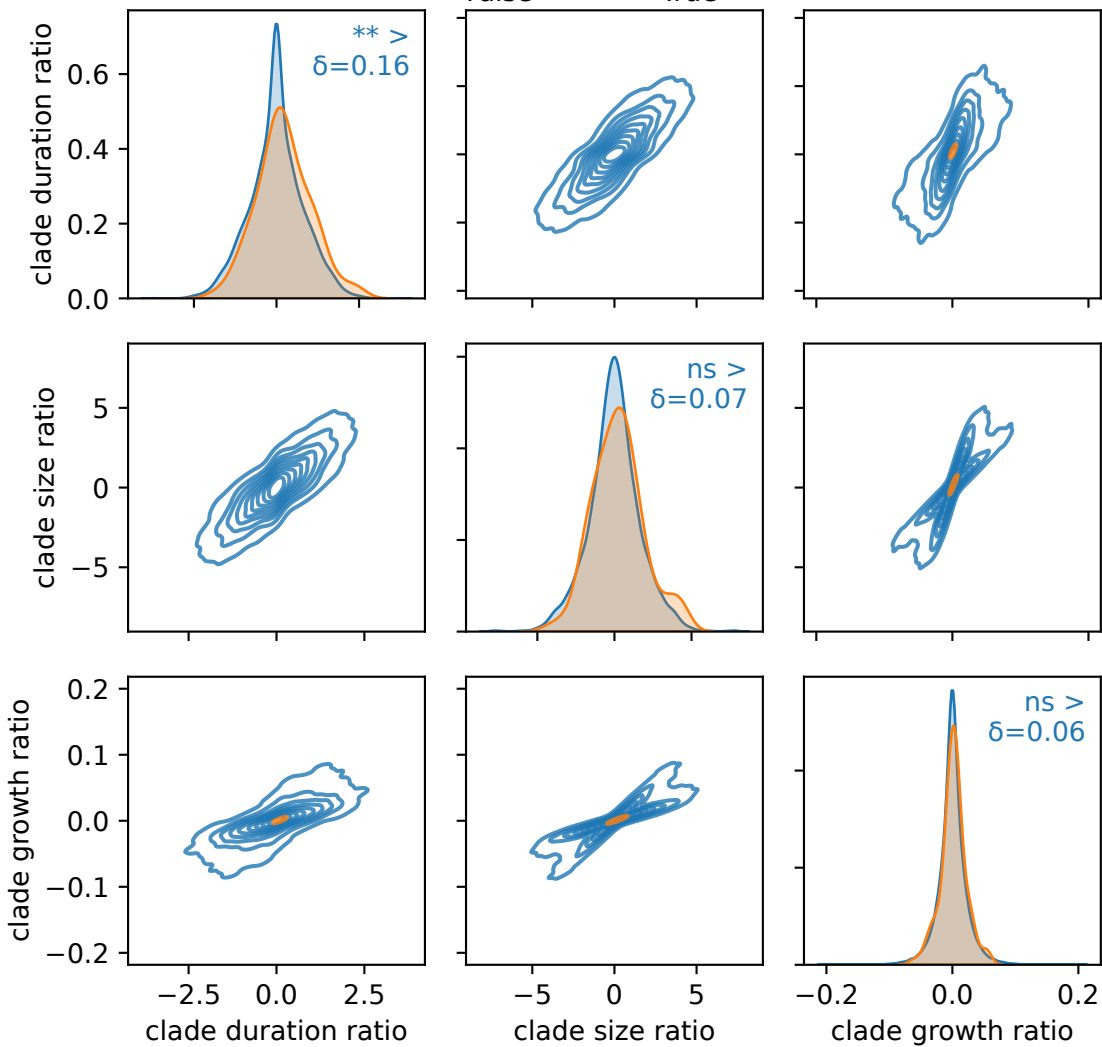 clade duration ratio
0.6
0.4
0.2
0.0
** >
δ=0.16
clade size ratio
5
0
−5
ns >
δ=0.07
clade growth ratio
0.2
0.1
0.0
−0.1
−0.2
ns >
δ=0.06
−2.5 0.0 2.5
−5 0 5
−0.2 0.0 0.2
clade duration ratio
clade size ratio
clade growth ratio